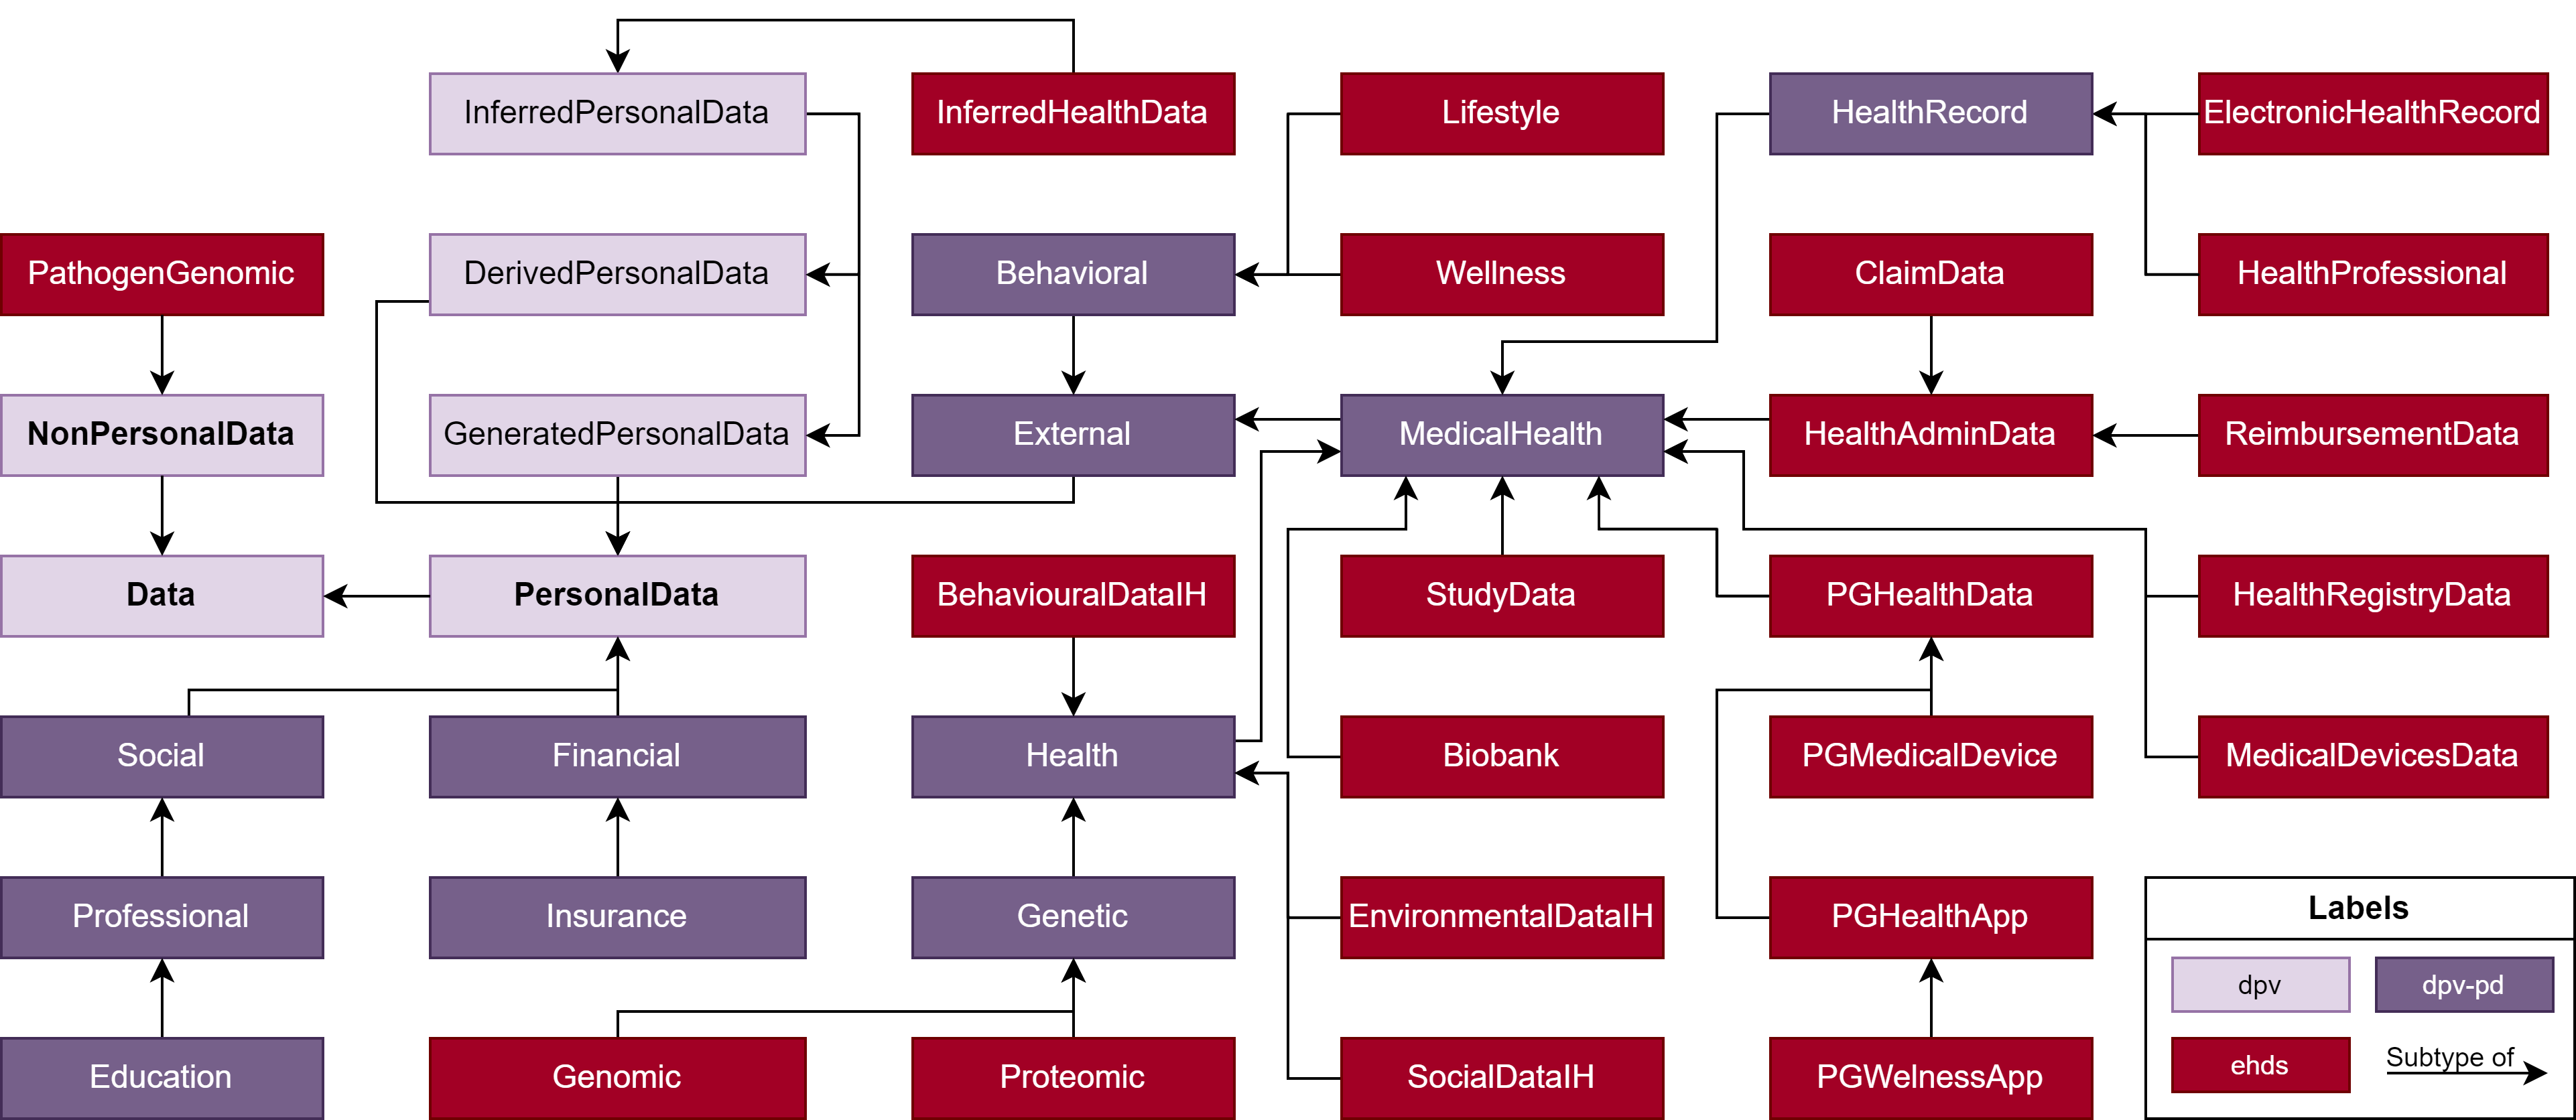 InferredPersonalData
InferredHealthData
Lifestyle
HealthRecord
ElectronicHealthRecord
PathogenGenomic
DerivedPersonalData
Behavioral
Wellness
ClaimData
HealthProfessional
NonPersonalData
GeneratedPersonalData
External
MedicalHealth
HealthAdminData
ReimbursementData
Data
PersonalData
BehaviouralDataIH
StudyData
PGHealthData
HealthRegistryData
Social
Financial
Health
Biobank
PGMedicalDevice
MedicalDevicesData
Professional
Insurance
Genetic
EnvironmentalDataIH
PGHealthApp
Education
Genomic
Proteomic
SocialDataIH
PGWelnessApp
Labels
dpv
dpv-pd
ehds
Subtype of